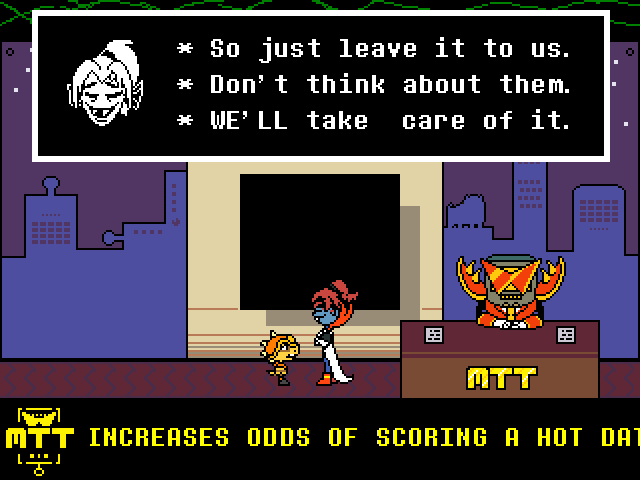 * So just leave it to us.
* Don't think about them.
* WE'LL take  care of it.
MTT
MTT INCREASES ODDS OF SCORING A HOT DAT